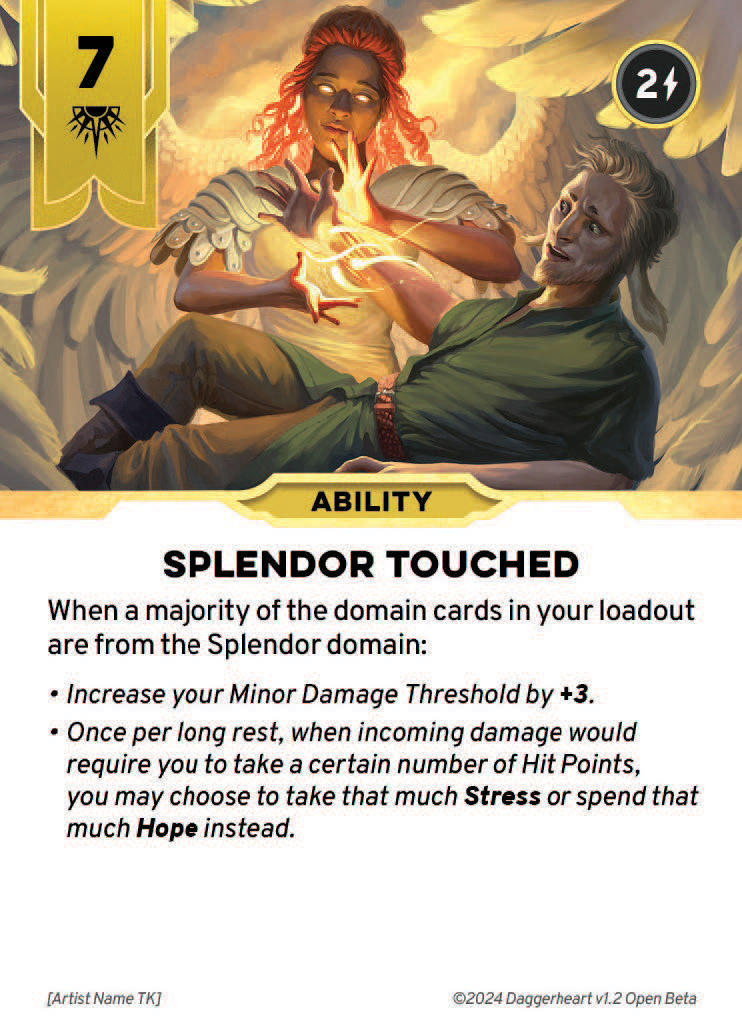 7
2
ABILITY
SPLENDOR TOUCHED
When a majority of the domain cards in your loadout
are from the Splendor domain:
• Increase your Minor Damage Threshold by +3.
• Once per long rest, when incoming damage would
require you to take a certain number of Hit Points,
you may choose to take that much Stress or spend that
much Hope instead.
[Artist Name TK]
©2024 Daggerheart v1.2 Open Beta